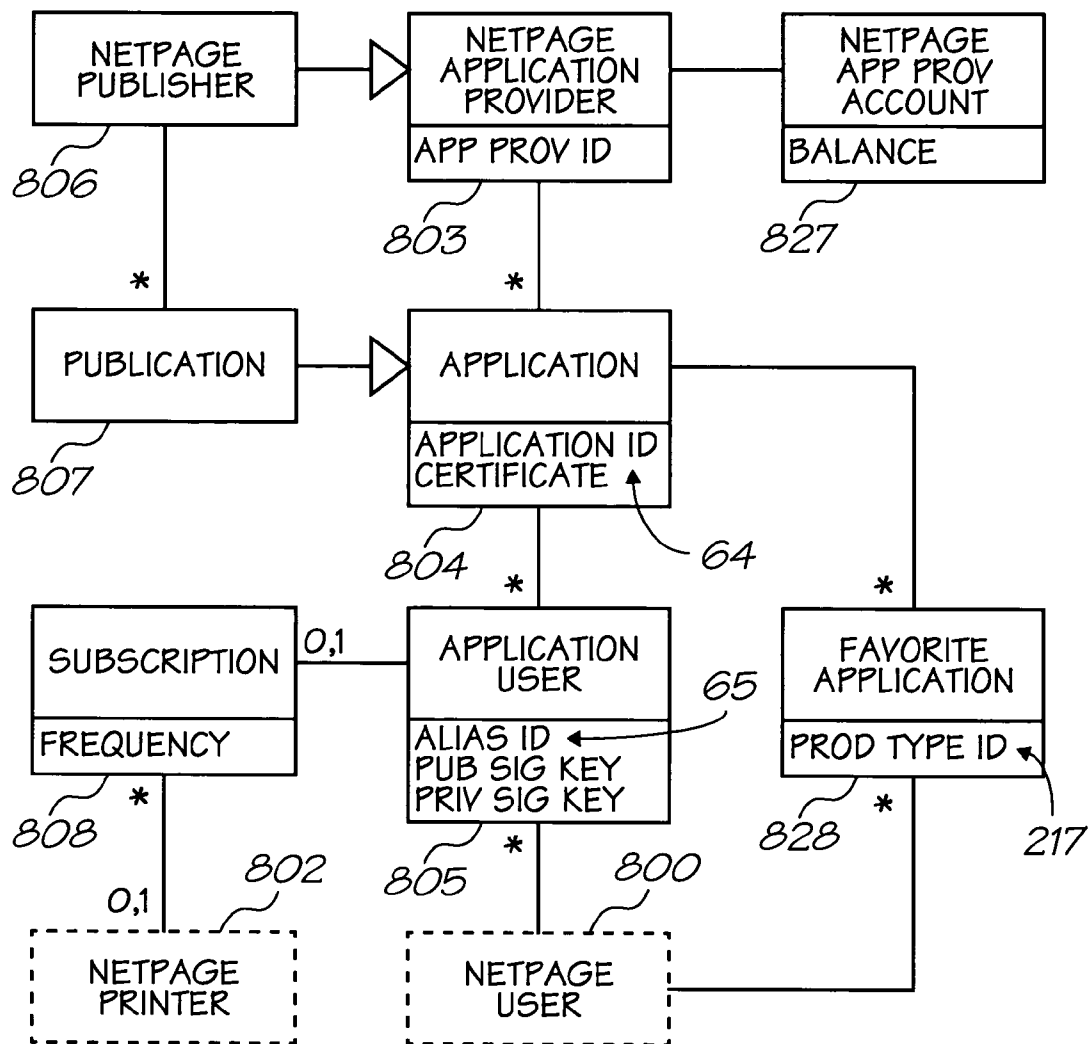 NETPAGE
PUBLISHER
NETPAGE
APPLICATION
PROVIDER
APP PROV ID
NETPAGE
APP PROV
ACCOUNT
BALANCE
806
803
827
*
*
PUBLICATION
APPLICATION
APPLICATION ID
CERTIFICATE
807
804
64
*
*
SUBSCRIPTION
FREQUENCY
0,1
APPLICATION
USER
ALIAS ID
PUB SIG KEY
PRIV SIG KEY
65
FAVORITE
APPLICATION
PROD TYPE ID
808
*
805
*
828
*
217
802
800
0,1
NETPAGE
PRINTER
NETPAGE
USER